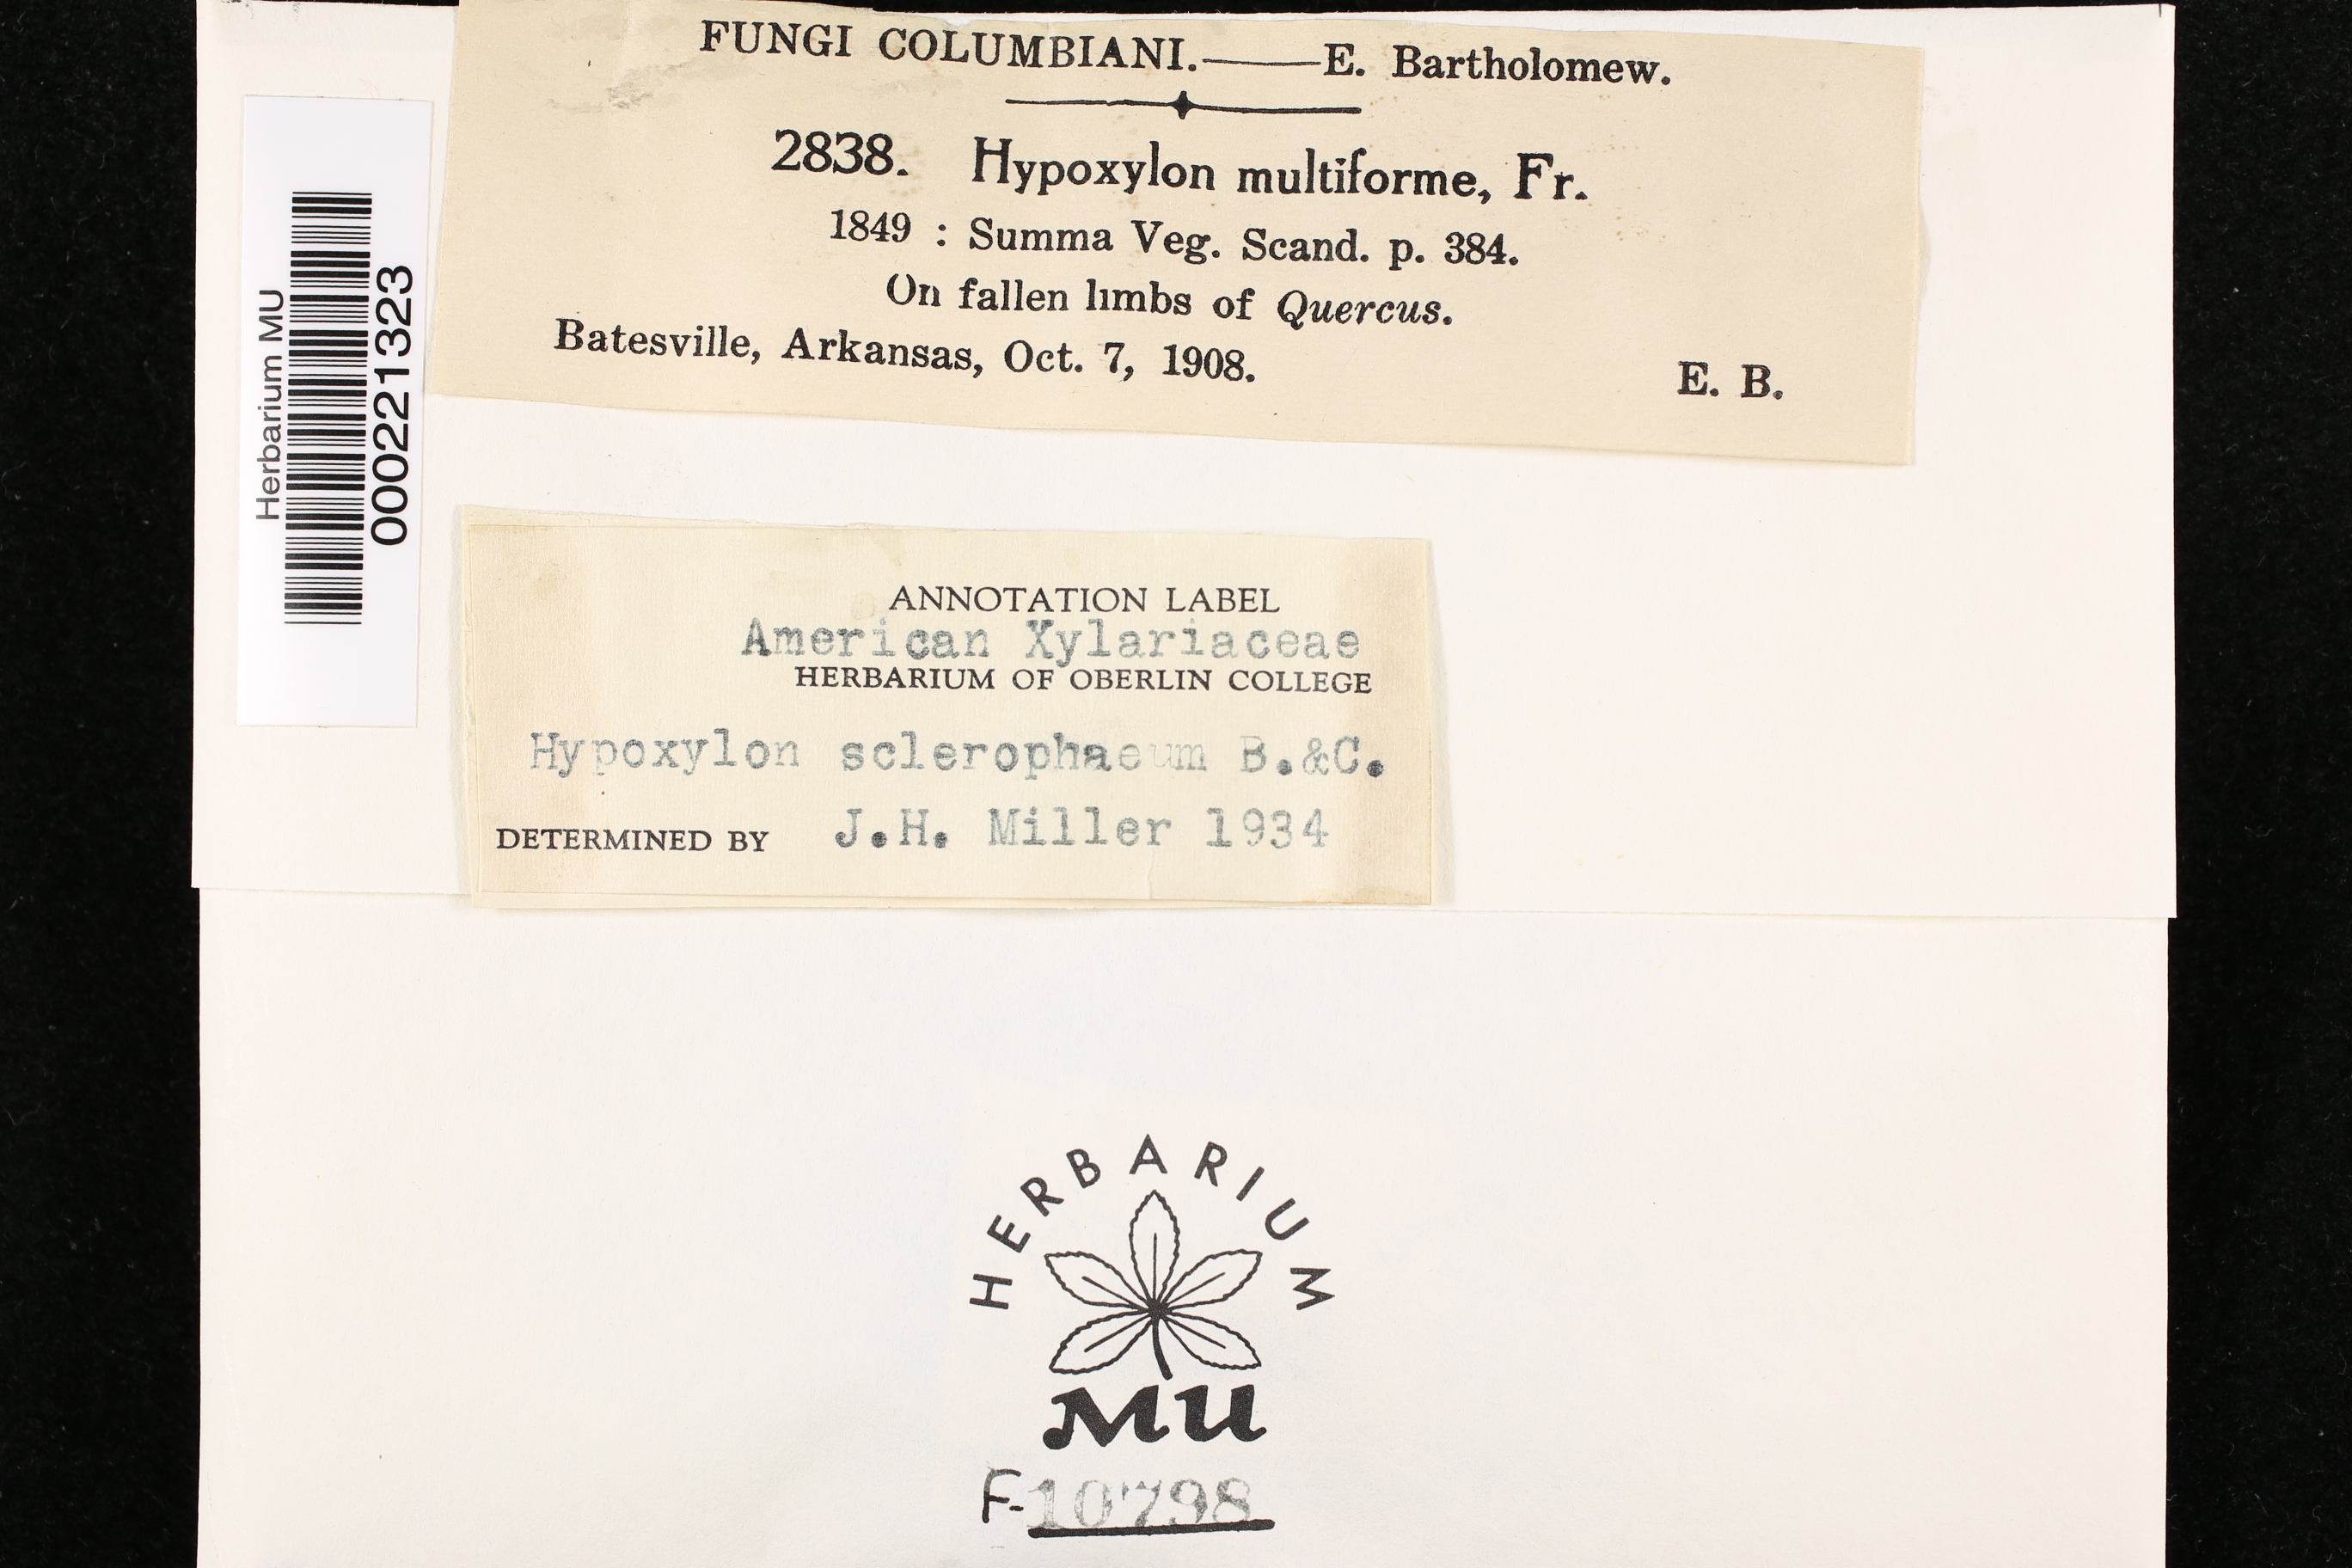 FUNGI COLUMBIANI.——E. Bartholomew.
2838. Hypoxylon multiforme, Fr.
1849 : Summa Veg. Scand. p. 384.
On fallen limbs of Quercus.
Batesville, Arkansas, Oct. 7, 1908.
E. B.
Herbarium MU
000221323
ANNOTATION LABEL
American Xylariaceae
HERBARIUM OF OBERLIN COLLEGE
Hypoxylon sclerophaeum B.&C.
DETERMINED BY J.H. Miller 1934
HERBARIUM
MU
F-10798